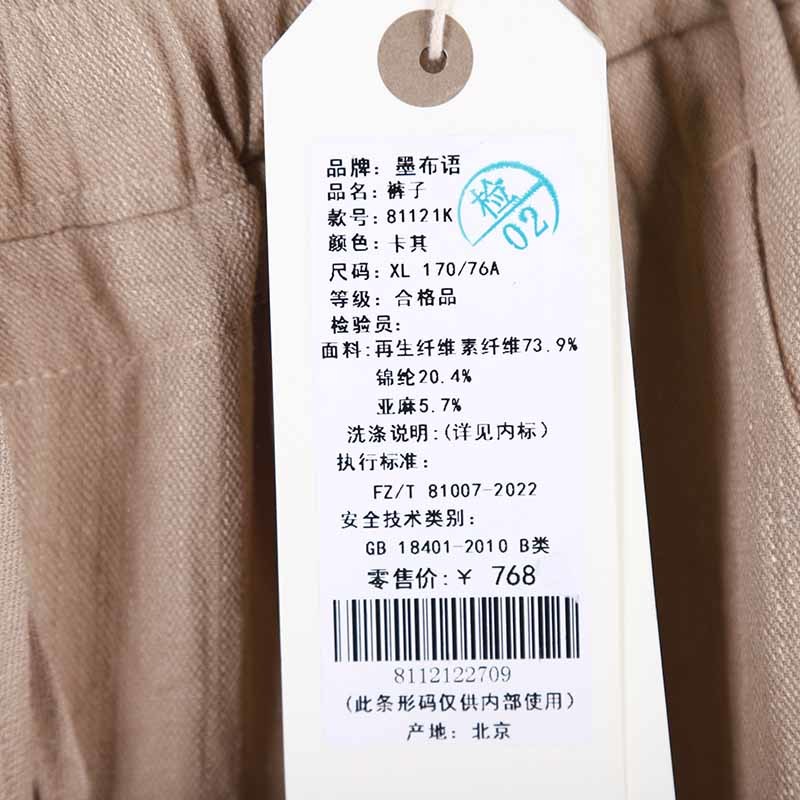 品牌: 墨布语
品名: 裤子
款号: 81121K
颜色: 卡其
尺码: XL 170/76A
等级: 合格品
检验员:
检
02
面料:再生纤维素纤维73.9%
锦纶20.4%
亚麻5.7%
洗涤说明:(详见内标)
执行标准:
FZ/T 81007-2022
安全技术类别:
GB 18401-2010 B类
零售价:¥ 768
8112122709
(此条形码仅供内部使用)
产地: 北京